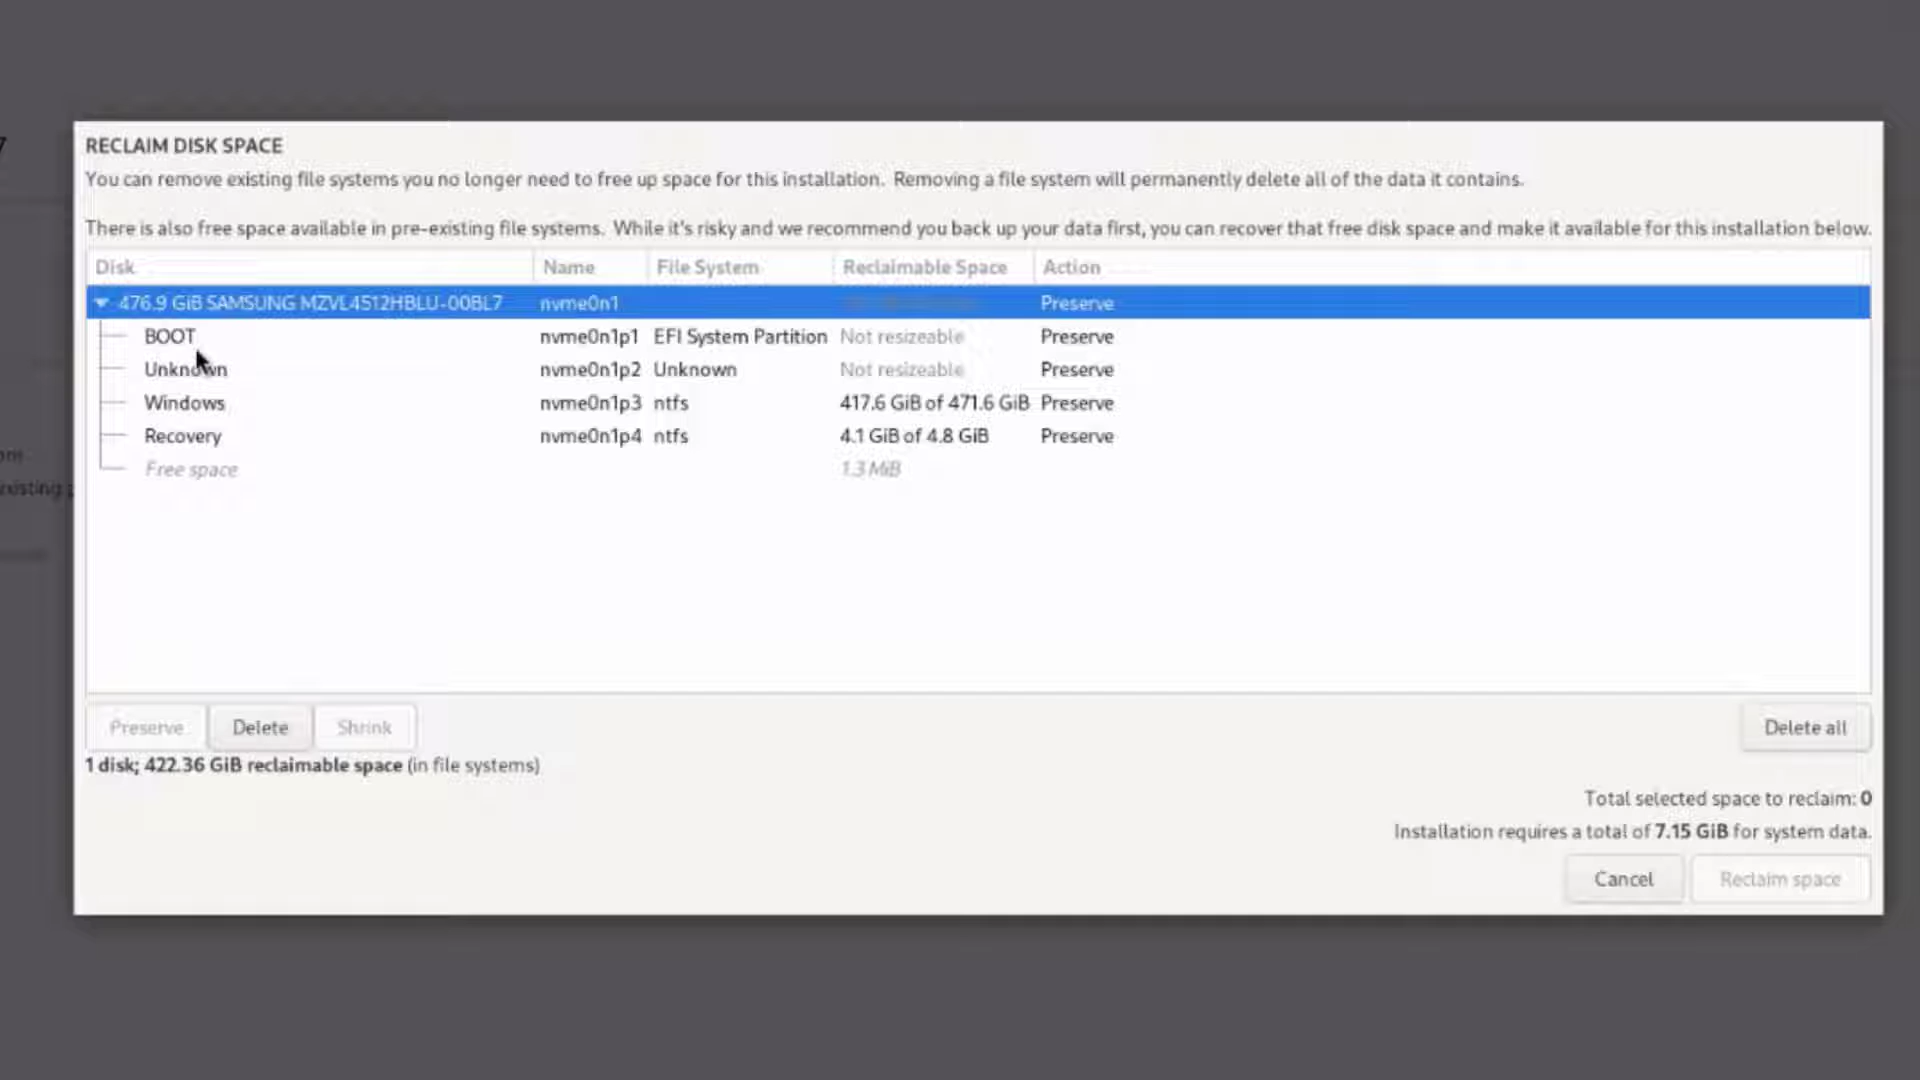 RECLAIM DISK SPACE
You can remove existing file systems you no longer need to free up space for this installation. Removing a file system will permanently delete all of the data it contains.
There is also free space available in pre-existing file systems. While it's risky and we recommend you back up your data first, you can recover that free disk space and make it available for this installation below.
Disk Name File System Reclaimable Space Action
476.9 GiB SAMSUNG MZVL4512HBLU-00BL7 nvme0n1 Preserve
BOOT nvme0n1p1 EFI System Partition Not resizeable Preserve
Unknown nvme0n1p2 Unknown Not resizeable Preserve
Windows nvme0n1p3 ntfs 417.6 GiB of 471.6 GiB Preserve
Recovery nvme0n1p4 ntfs 4.1 GiB of 4.8 GiB Preserve
Free space 1.3 MiB
Preserve Delete Shrink Delete all
1 disk; 422.36 GiB reclaimable space (in file systems)
Total selected space to reclaim: 0
Installation requires a total of 7.15 GiB for system data.
Cancel Reclaim space